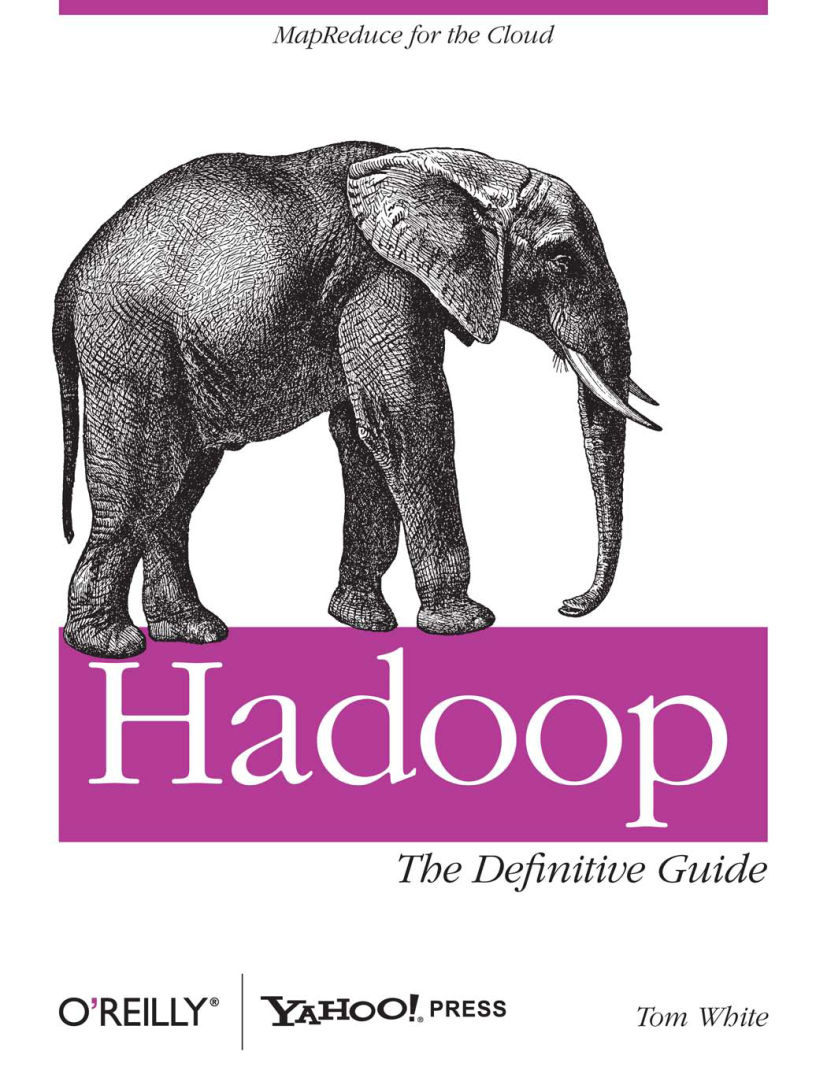 MapReduce for the Cloud
Hadoop
The Definitive Guide
O'REILLY®
YAHOO!® PRESS
Tom White